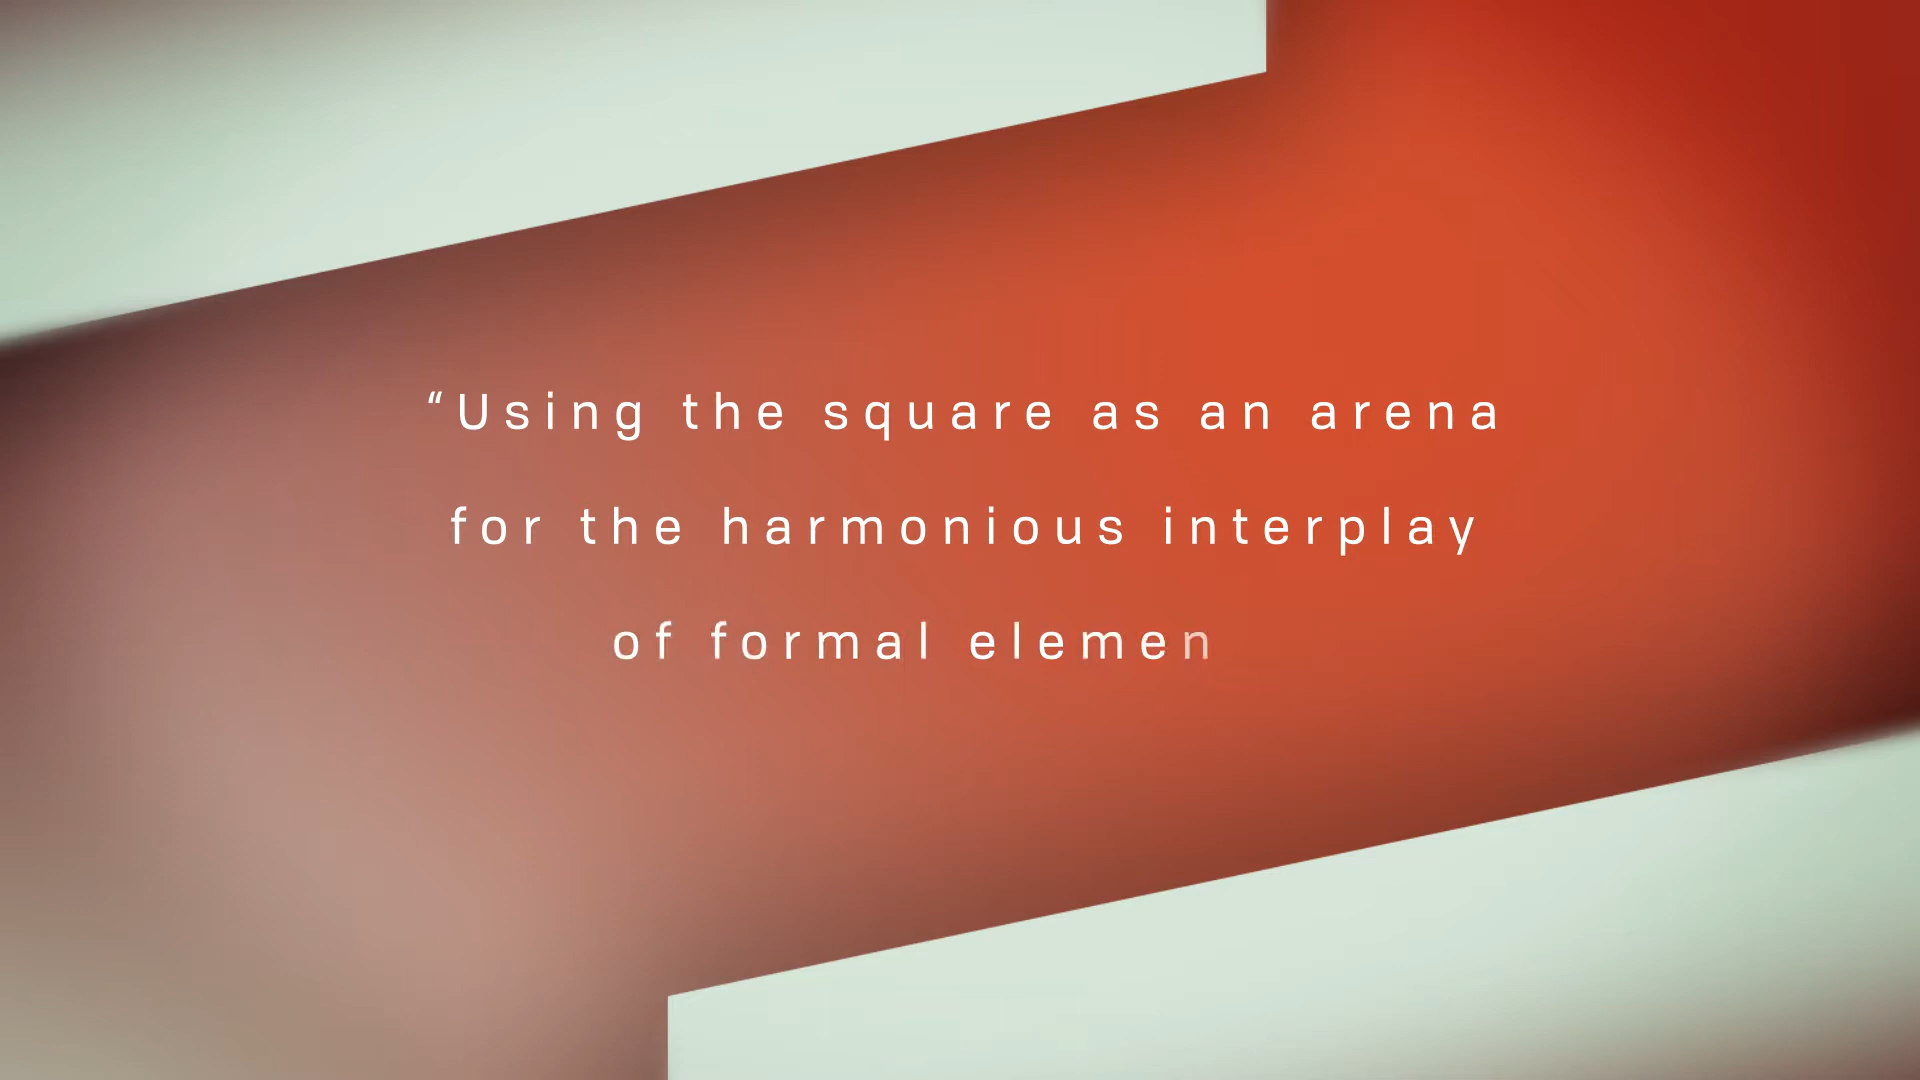 “Using the square as an arena
for the harmonious interplay
of formal elemen